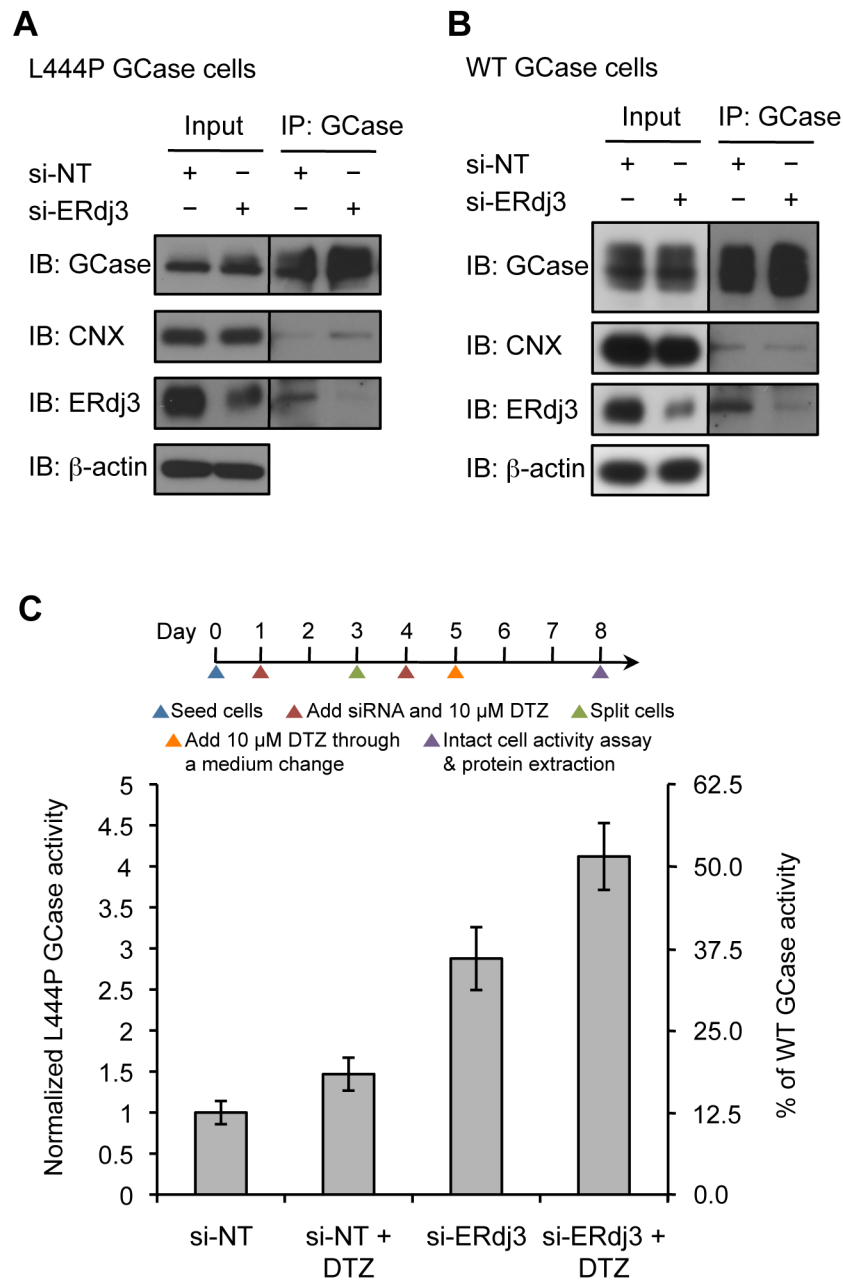 A
L444P GCase cells
Input IP: GCase
si-NT + − + −
si-ERdj3 − + − +
IB: GCase
IB: CNX
IB: ERdj3
IB: β-actin
B
WT GCase cells
Input IP: GCase
si-NT + − + −
si-ERdj3 − + − +
IB: GCase
IB: CNX
IB: ERdj3
IB: β-actin
C
Day 0 1 2 3 4 5 6 7 8
Seed cells Add siRNA and 10 µM DTZ Split cells
Add 10 µM DTZ through Intact cell activity assay
a medium change & protein extraction
Normalized L444P GCase activity
5
4.5
4
3.5
3
2.5
2
1.5
1
0.5
0
62.5
50.0
37.5
25.0
12.5
0.0
% of WT GCase activity
si-NT si-NT + si-ERdj3 si-ERdj3 +
DTZ DTZ